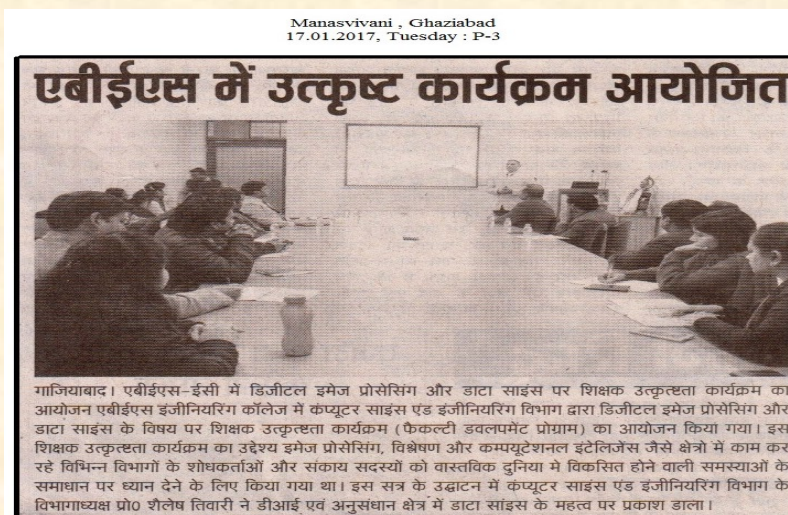 Manasvivani , Ghaziabad
17.01.2017, Tuesday : P-3
एबीईएस में उत्कृष्ट कार्यक्रम आयोजित
गाजियाबाद। एबीईएस-ईसी में डिजीटल इमेज प्रोसेसिंग और डाटा साइंस पर शिक्षक उत्कृत्ष्टता कार्यक्रम का
आयोजन एबीईएस इंजीनियरिंग कॉलेज में कंप्यूटर साइंस एंड इंजीनियरिंग विभाग द्वारा डिजीटल इमेज प्रोसेसिंग और
डाटा साइंस के विषय पर शिक्षक उत्कृत्ष्टता कार्यक्रम (फैकल्टी डवलपमेंट प्रोग्राम) का आयोजन किया गया। इस
शिक्षक उत्कृत्ष्टता कार्यक्रम का उद्देश्य इमेज प्रोसेसिंग, विश्लेषण और कम्पयूटेशनल इंटेलिजेंस जैसे क्षेत्रो में काम कर
रहे विभिन्न विभागों के शोधकर्ताओं और संकाय सदस्यों को वास्तविक दुनिया मे विकसित होने वाली समस्याओं के
समाधान पर ध्यान देने के लिए किया गया था। इस सत्र के उद्घाटन में कंप्यूटर साइंस एंड इंजीनियरिंग विभाग के
विभागाध्यक्ष प्रो0 शैलेष तिवारी ने डीआई एवं अनुसंधान क्षेत्र में डाटा सांइस के महत्व पर प्रकाश डाला।